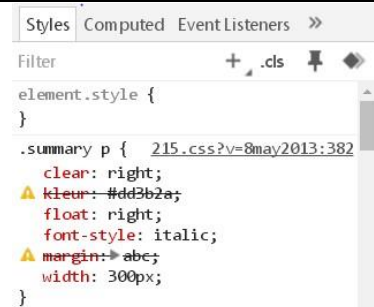 Styles Computed Event Listeners »
Filter + .cls
element.style {
}
.summary p { 215.css?v=8may2013:382
clear: right;
kleur: #dd3b2a;
float: right;
font-style: italic;
margin: abc;
width: 300px;
}